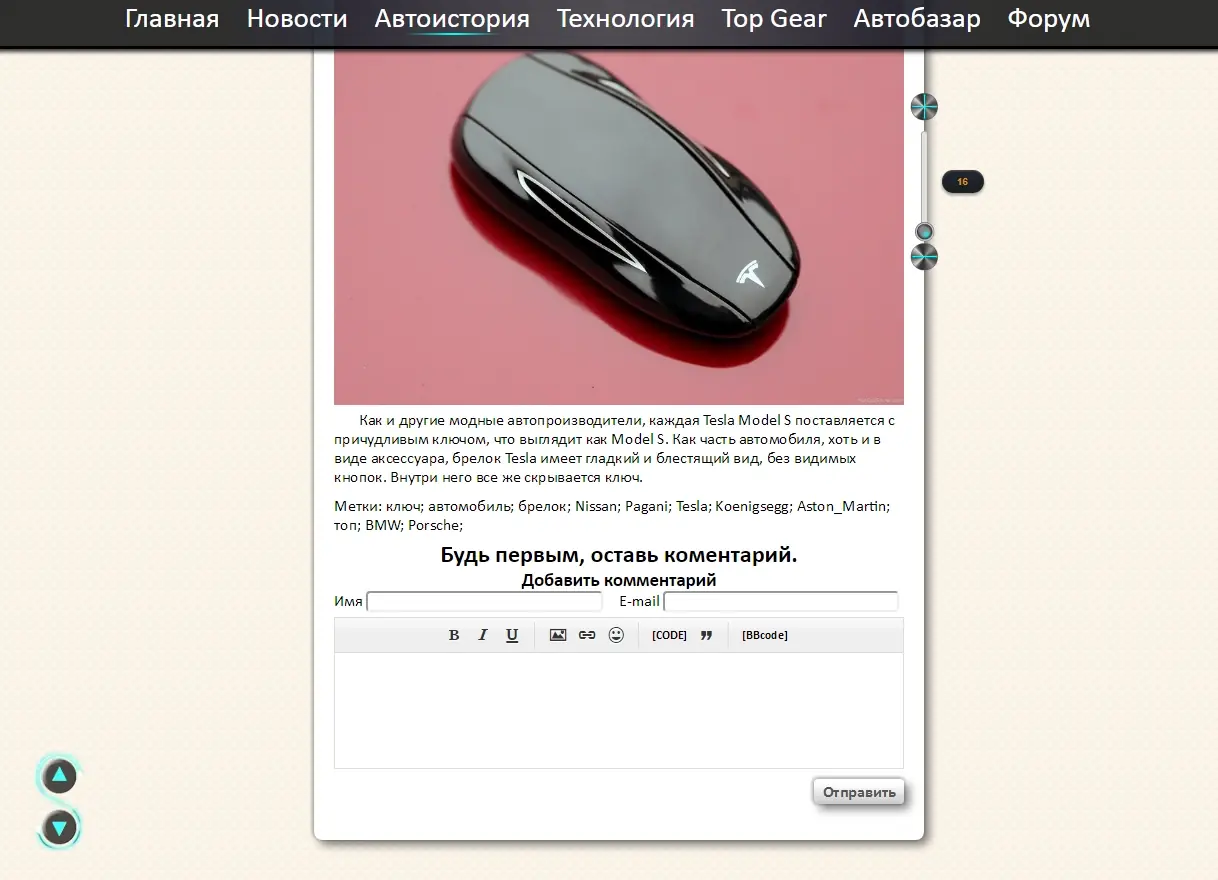 Главная Новости Автоистория Технология Top Gear Автобазар Форум
16
Как и другие модные автопроизводители, каждая Tesla Model S поставляется с
причудливым ключом, что выглядит как Model S. Как часть автомобиля, хоть и в
виде аксессуара, брелок Tesla имеет гладкий и блестящий вид, без видимых
кнопок. Внутри него все же скрывается ключ.
Метки: ключ; автомобиль; брелок; Nissan; Pagani; Tesla; Koenigsegg; Aston_Martin;
топ; BMW; Porsche;
Будь первым, оставь коментарий.
Добавить комментарий
Имя E-mail
B I U [CODE] [BBcode]
Отправить